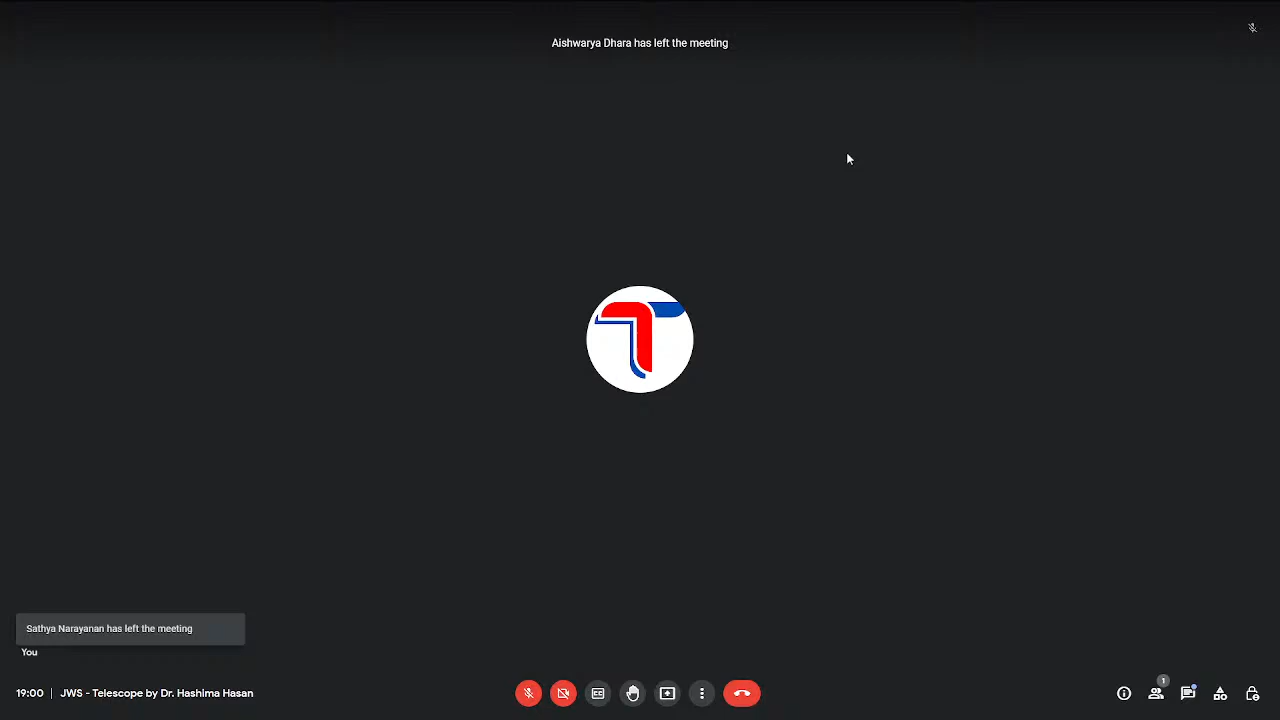 Aishwarya Dhara has left the meeting
T
Sathya Narayanan has left the meeting
You
19:00 | JWS - Telescope by Dr. Hashima Hasan
1